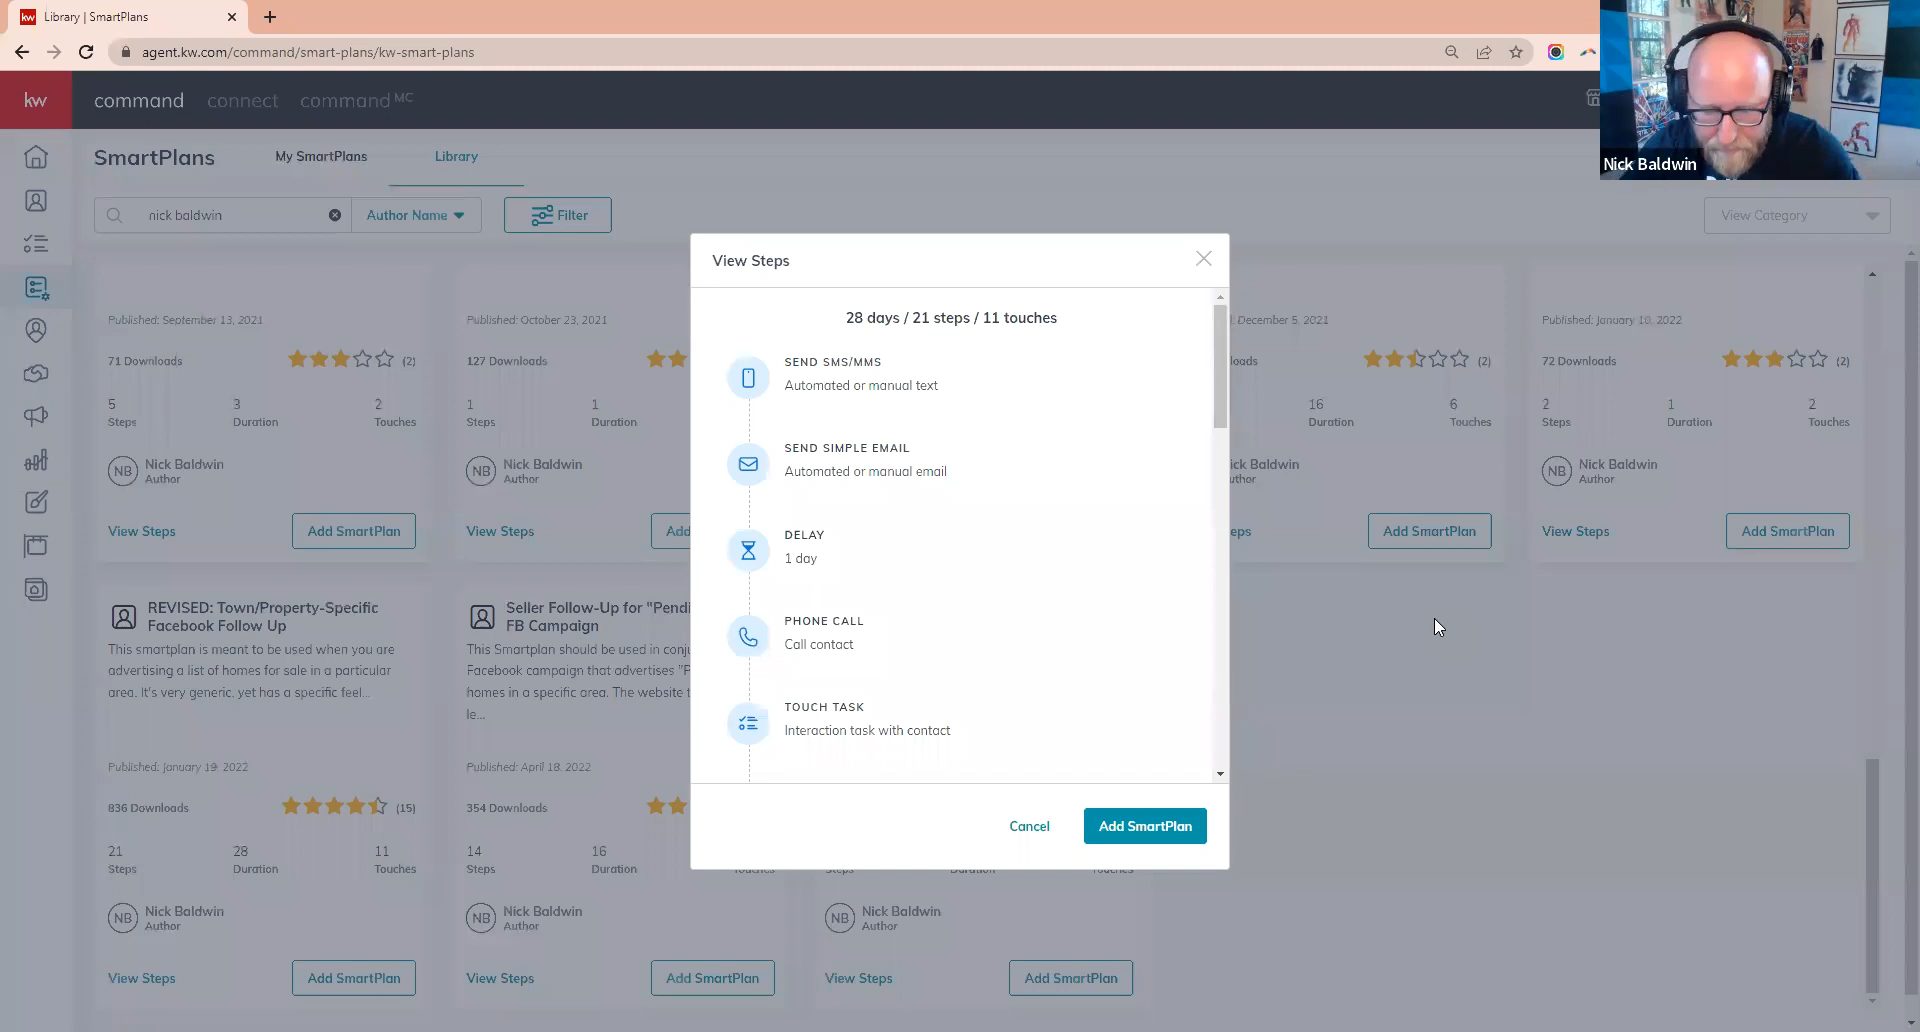 kw Library | SmartPlans
agent.kw.com/command/smart-plans/kw-smart-plans
kw command connect command MC
Nick Baldwin
SmartPlans My SmartPlans Library
nick baldwin Author Name Filter View Category
View Steps
28 days / 21 steps / 11 touches
SEND SMS/MMS
Automated or manual text
SEND SIMPLE EMAIL
Automated or manual email
DELAY
1 day
PHONE CALL
Call contact
TOUCH TASK
Interaction task with contact
Cancel Add SmartPlan
Published: September 13, 2021
71 Downloads (2)
5 3 2
Steps Duration Touches
NB Nick Baldwin
Author
View Steps Add SmartPlan
Published: October 23, 2021
127 Downloads
1 1
Steps Duration
NB Nick Baldwin
Author
View Steps Add
December 5, 2021
loads (2)
16 6
Duration Touches
k Baldwin
uthor
eps Add SmartPlan
Published: January 10, 2022
72 Downloads (2)
2 1 2
Steps Duration Touches
NB Nick Baldwin
Author
View Steps Add SmartPlan
REVISED: Town/Property-Specific
Facebook Follow Up
This smartplan is meant to be used when you are
advertising a list of homes for sale in a particular
area. It's very generic, yet has a specific feel...
Published: January 19, 2022
836 Downloads (15)
21 28 11
Steps Duration Touches
NB Nick Baldwin
Author
View Steps Add SmartPlan
Seller Follow-Up for "Pendi
FB Campaign
This Smartplan should be used in conju
Facebook campaign that advertises "P
homes in a specific area. The website t
le...
Published: April 18, 2022
354 Downloads
14 16
Steps Duration Touches
NB Nick Baldwin
Author
View Steps Add SmartPlan
Steps Duration Touches
NB Nick Baldwin
Author
View Steps Add SmartPlan